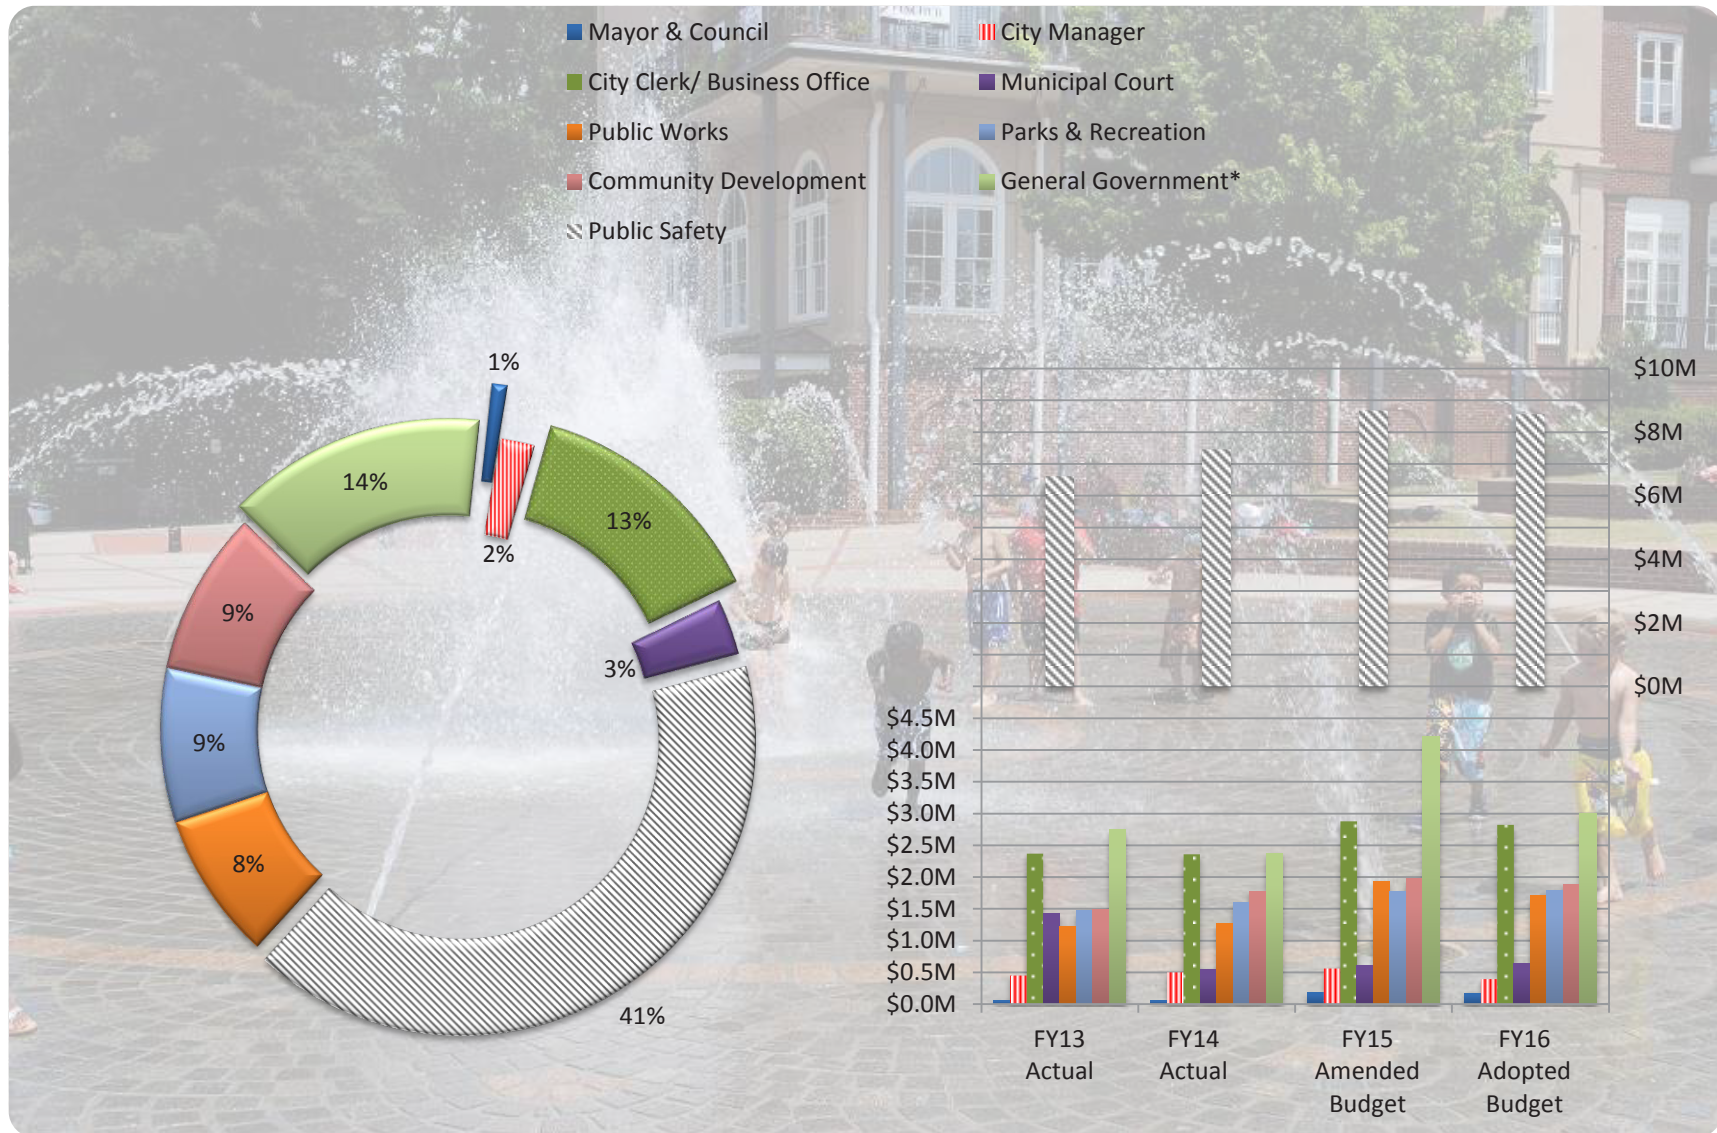 Mayor & Council
City Manager
City Clerk/ Business Office
Municipal Court
Public Works
Parks & Recreation
Community Development
General Government*
Public Safety
1%
14%
13%
2%
3%
9%
9%
8%
41%
$10M
$8M
$6M
$4M
$2M
$0M
$4.5M
$4.0M
$3.5M
$3.0M
$2.5M
$2.0M
$1.5M
$1.0M
$0.5M
$0.0M
FY13
Actual
FY14
Actual
FY15
Amended
Budget
FY16
Adopted
Budget